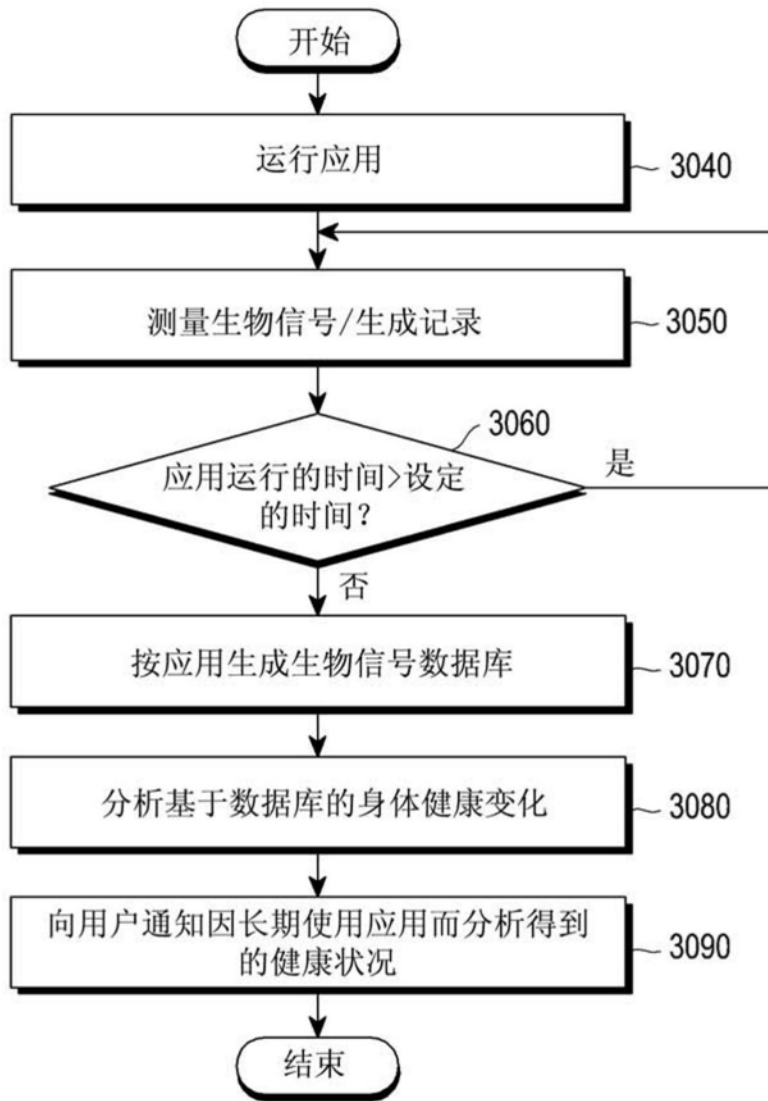 开始
运行应用
3040
测量生物信号/生成记录
3050
3060
应用运行的时间>设定
的时间?
是
否
按应用生成生物信号数据库
3070
分析基于数据库的身体健康变化
3080
向用户通知因长期使用应用而分析得到
的健康状况
3090
结束